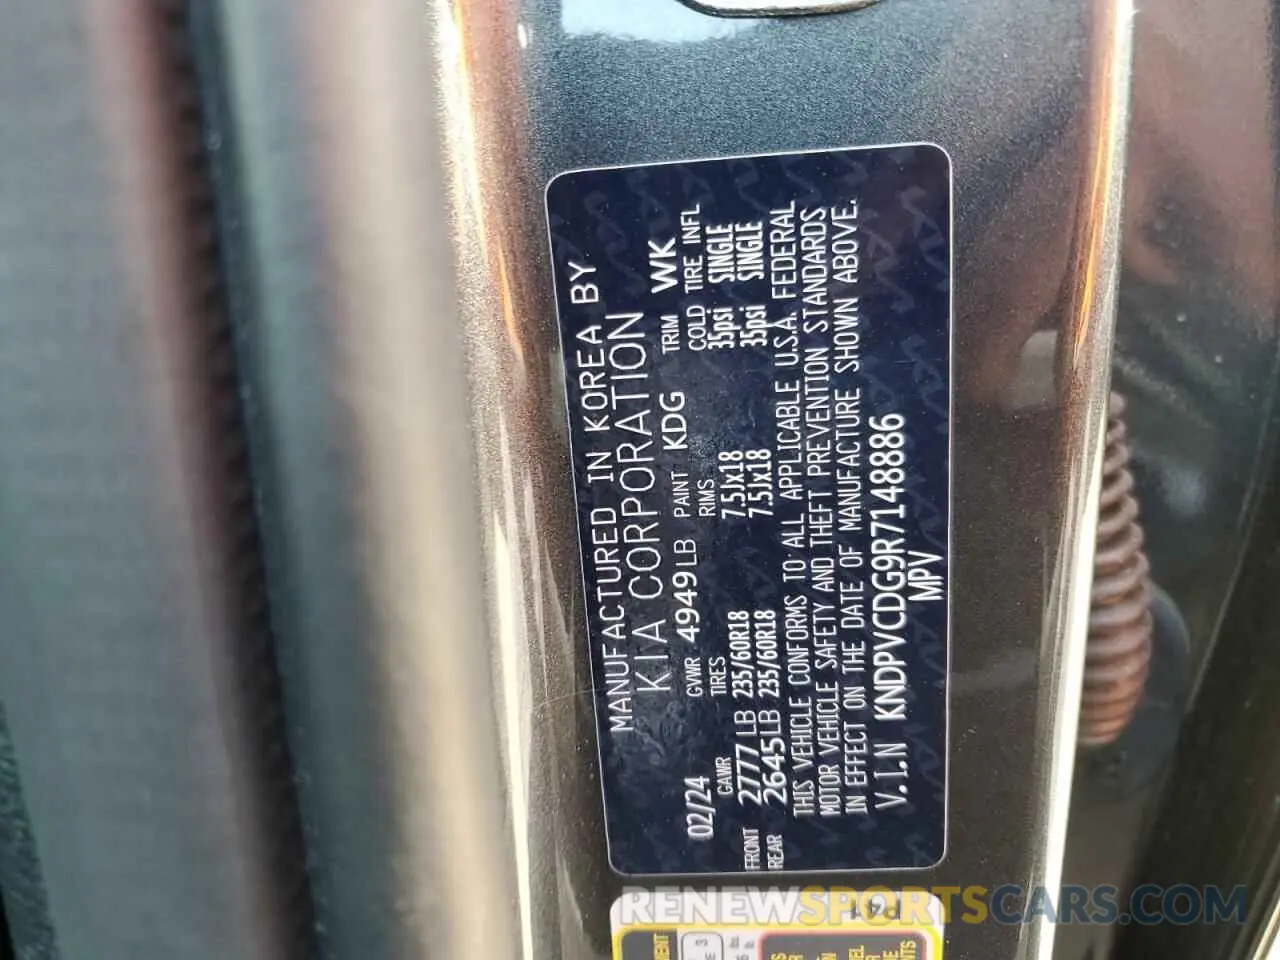 MANUFACTURED IN KOREA BY
KIA CORPORATION
02/24 GVWR 4949LB PAINT KDG TRIM WK
GAWR TIRES RIMS COLD TIRE INFL
FRONT 2777 LB 235/60R18 7.5Jx18 35psi SINGLE
REAR 2645LB 235/60R18 7.5Jx18 35psi SINGLE
THIS VEHICLE CONFORMS TO ALL APPLICABLE U.S.A. FEDERAL
MOTOR VEHICLE SAFETY AND THEFT PREVENTION STANDARDS
IN EFFECT ON THE DATE OF MANUFACTURE SHOWN ABOVE.
V.I.N KNDPVCDG9R7148886
MPV
P41
RENEWSPORTSCARS.COM